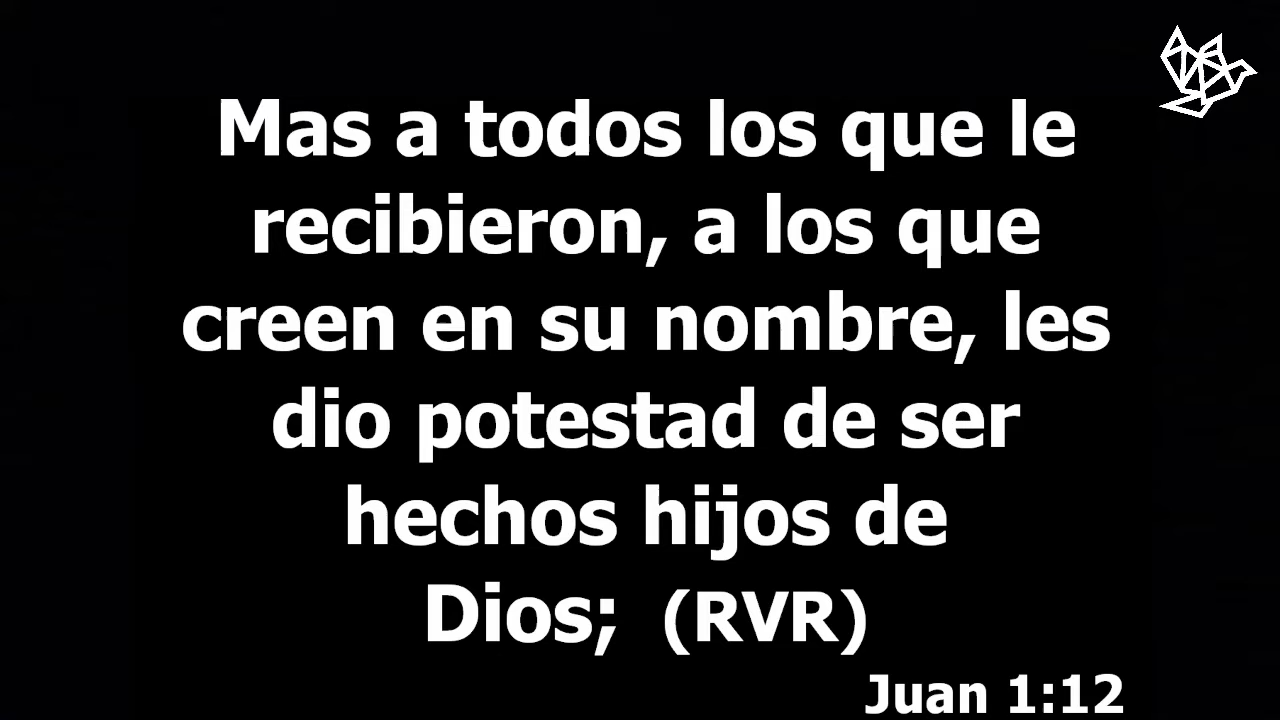 Mas a todos los que le
recibieron, a los que
creen en su nombre, les
dio potestad de ser
hechos hijos de
Dios; (RVR)
Juan 1:12